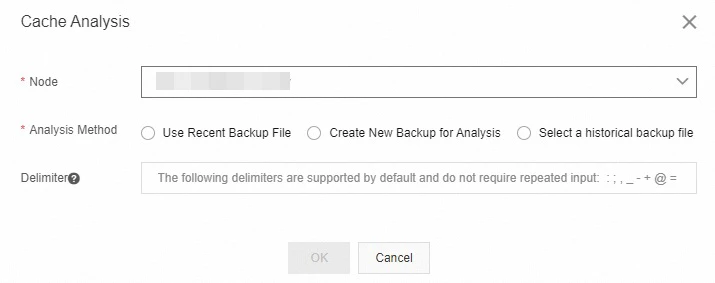 Cache Analysis
* Node
* Analysis Method Use Recent Backup File Create New Backup for Analysis Select a historical backup file
Delimiter? The following delimiters are supported by default and do not require repeated input: : ; , _ - + @ =
OK Cancel